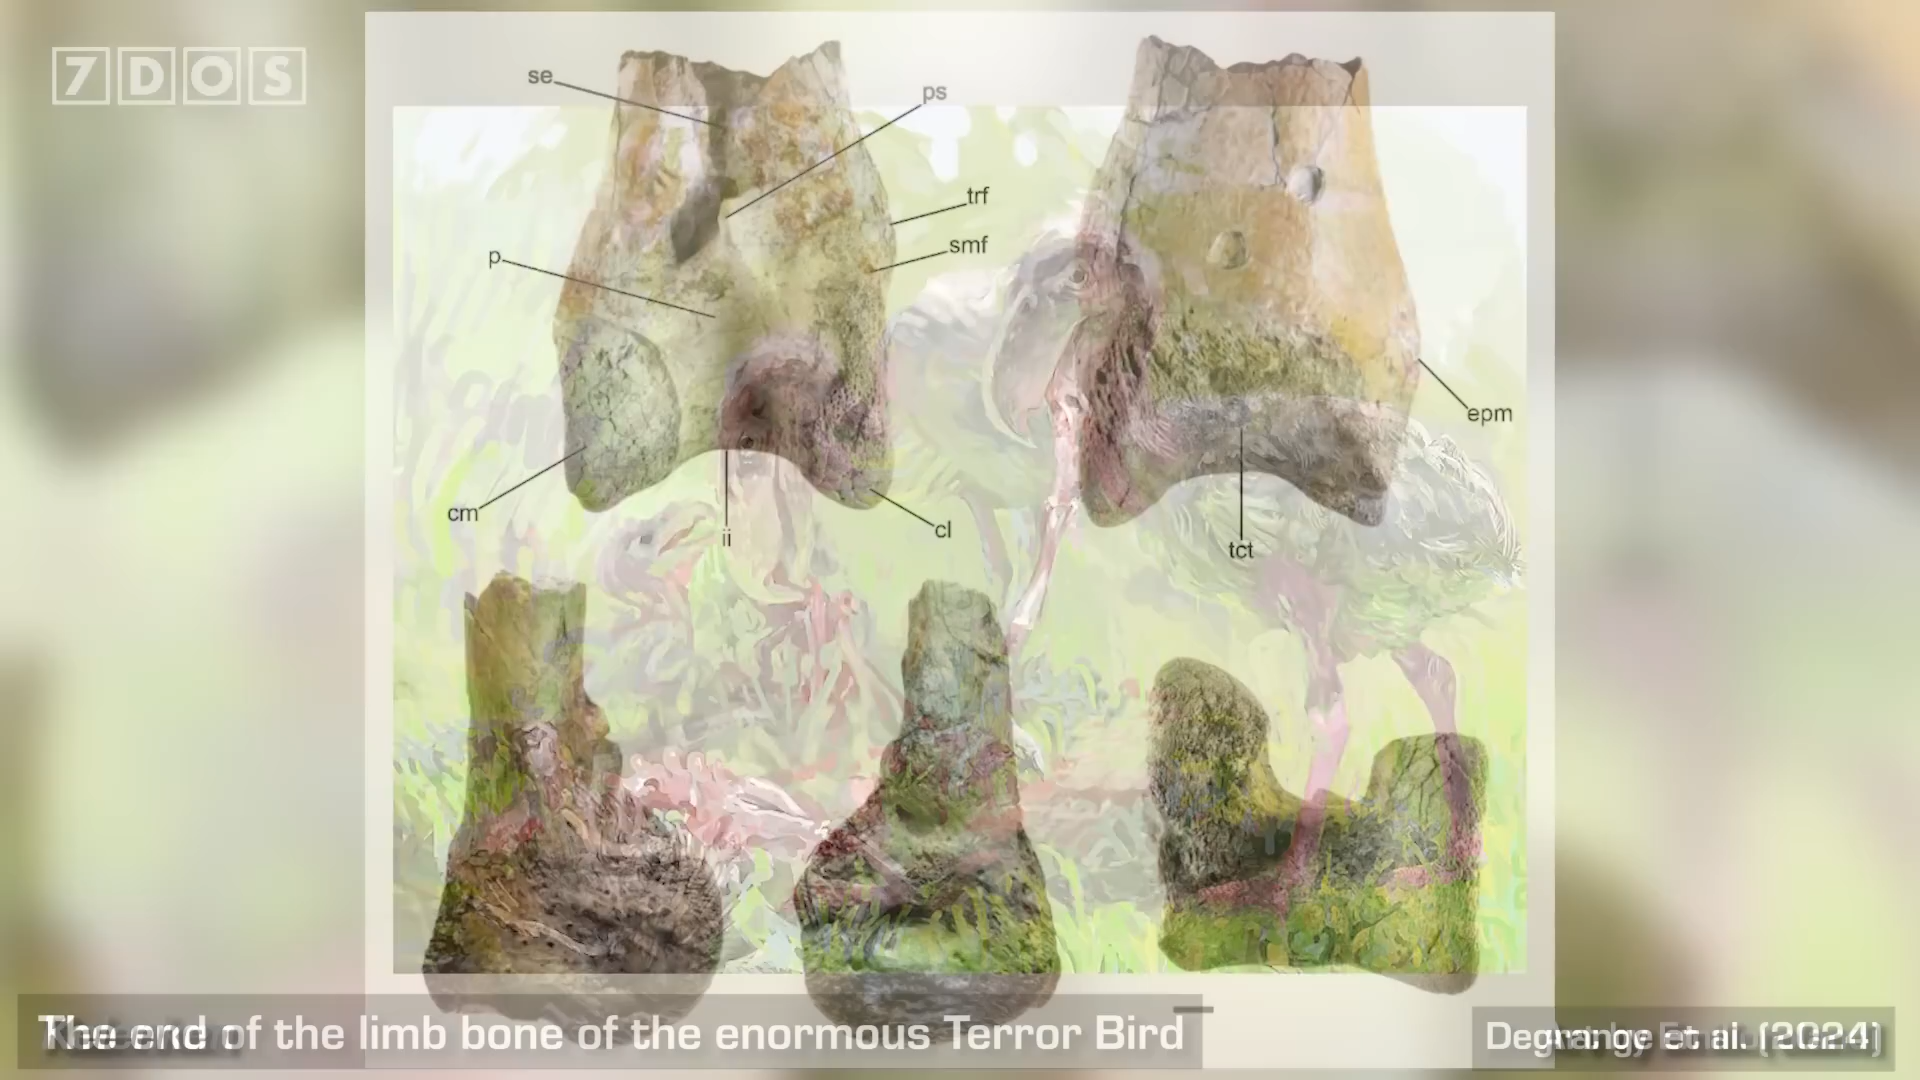 7DOS
se
ps
trf
smf
p
epm
cm
ii
cl
tct
The end of the limb bone of the enormous Terror Bird
Degrange Et al. (2024)